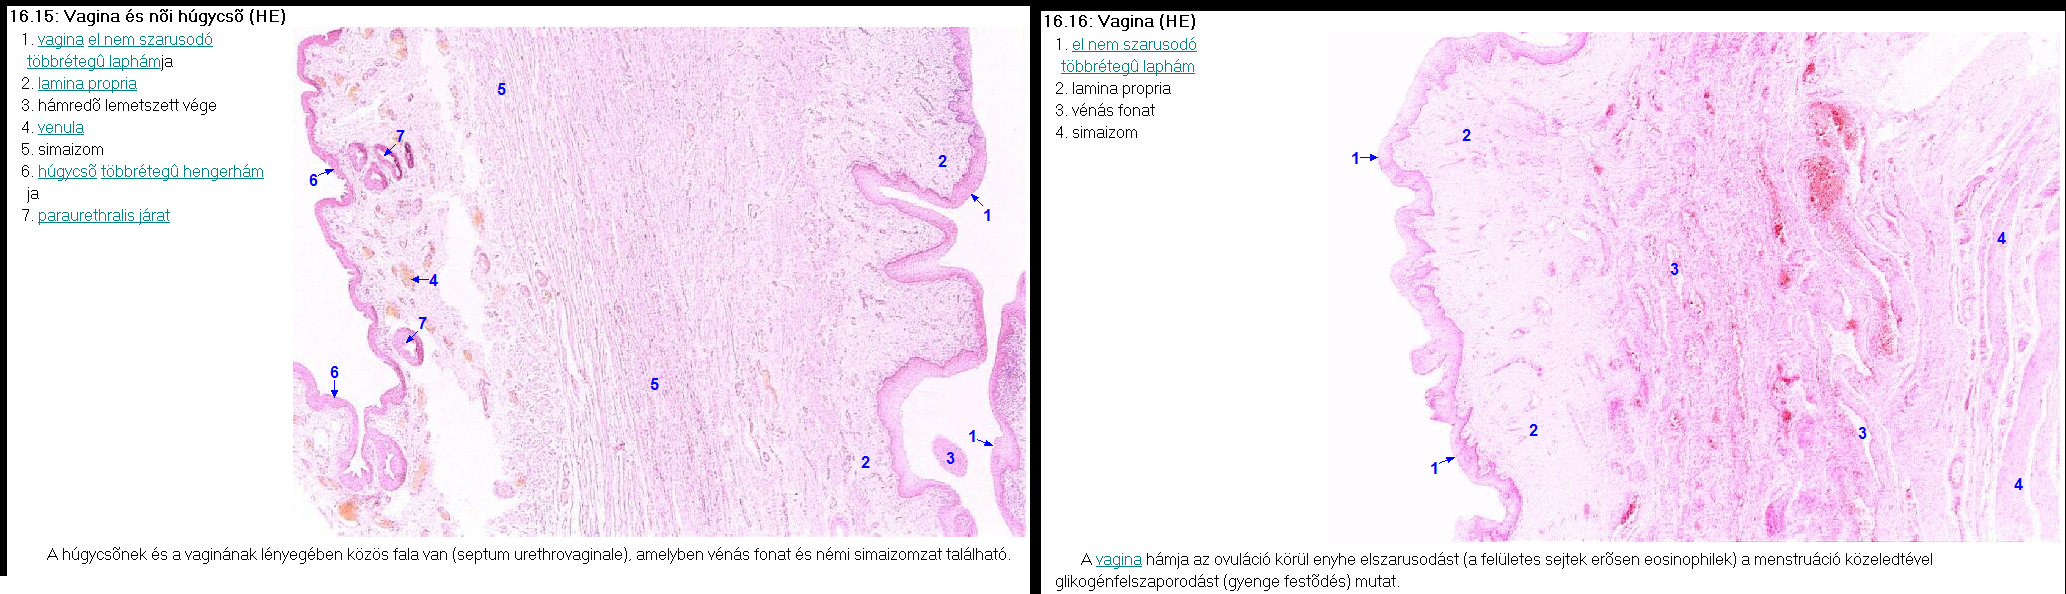 16.15: Vagina és nõi húgycsõ (HE)
1. vagina el nem szarusodó
többrétegû laphámja
2. lamina propria
3. hámredõ lemetszett vége
4. venula
5. simaizom
6. húgycsõ többrétegû hengerhám
ja
7. paraurethralis járat
5
7
2
6
1
4
7
6
5
1
3
2
A húgycsõnek és a vaginának lényegében közös fala van (septum urethrovaginale), amelyben vénás fonat és némi simaizomzat található.
16.16: Vagina (HE)
1. el nem szarusodó
többrétegû laphám
2. lamina propria
3. vénás fonat
4. simaizom
2
1
4
3
2
3
1
4
A vagina hámja az ovuláció körül enyhe elszarusodást (a felületes sejtek erõsen eosinophilek) a menstruáció közeledtével
glikogénfelszaporodást (gyenge festõdés) mutat.